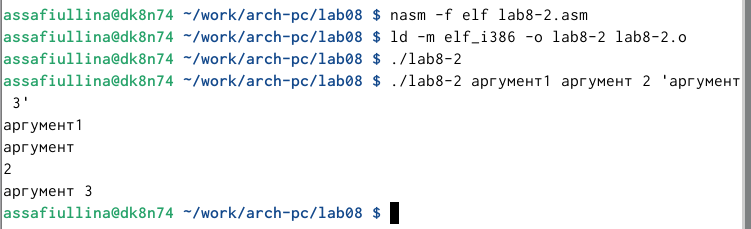 assafiullina@dk8n74 ~/work/arch-pc/lab08 $ nasm -f elf lab8-2.asm
assafiullina@dk8n74 ~/work/arch-pc/lab08 $ ld -m elf_i386 -o lab8-2 lab8-2.o
assafiullina@dk8n74 ~/work/arch-pc/lab08 $ ./lab8-2
assafiullina@dk8n74 ~/work/arch-pc/lab08 $ ./lab8-2 аргумент1 аргумент 2 'аргумент
 3'
аргумент1
аргумент
2
аргумент 3
assafiullina@dk8n74 ~/work/arch-pc/lab08 $